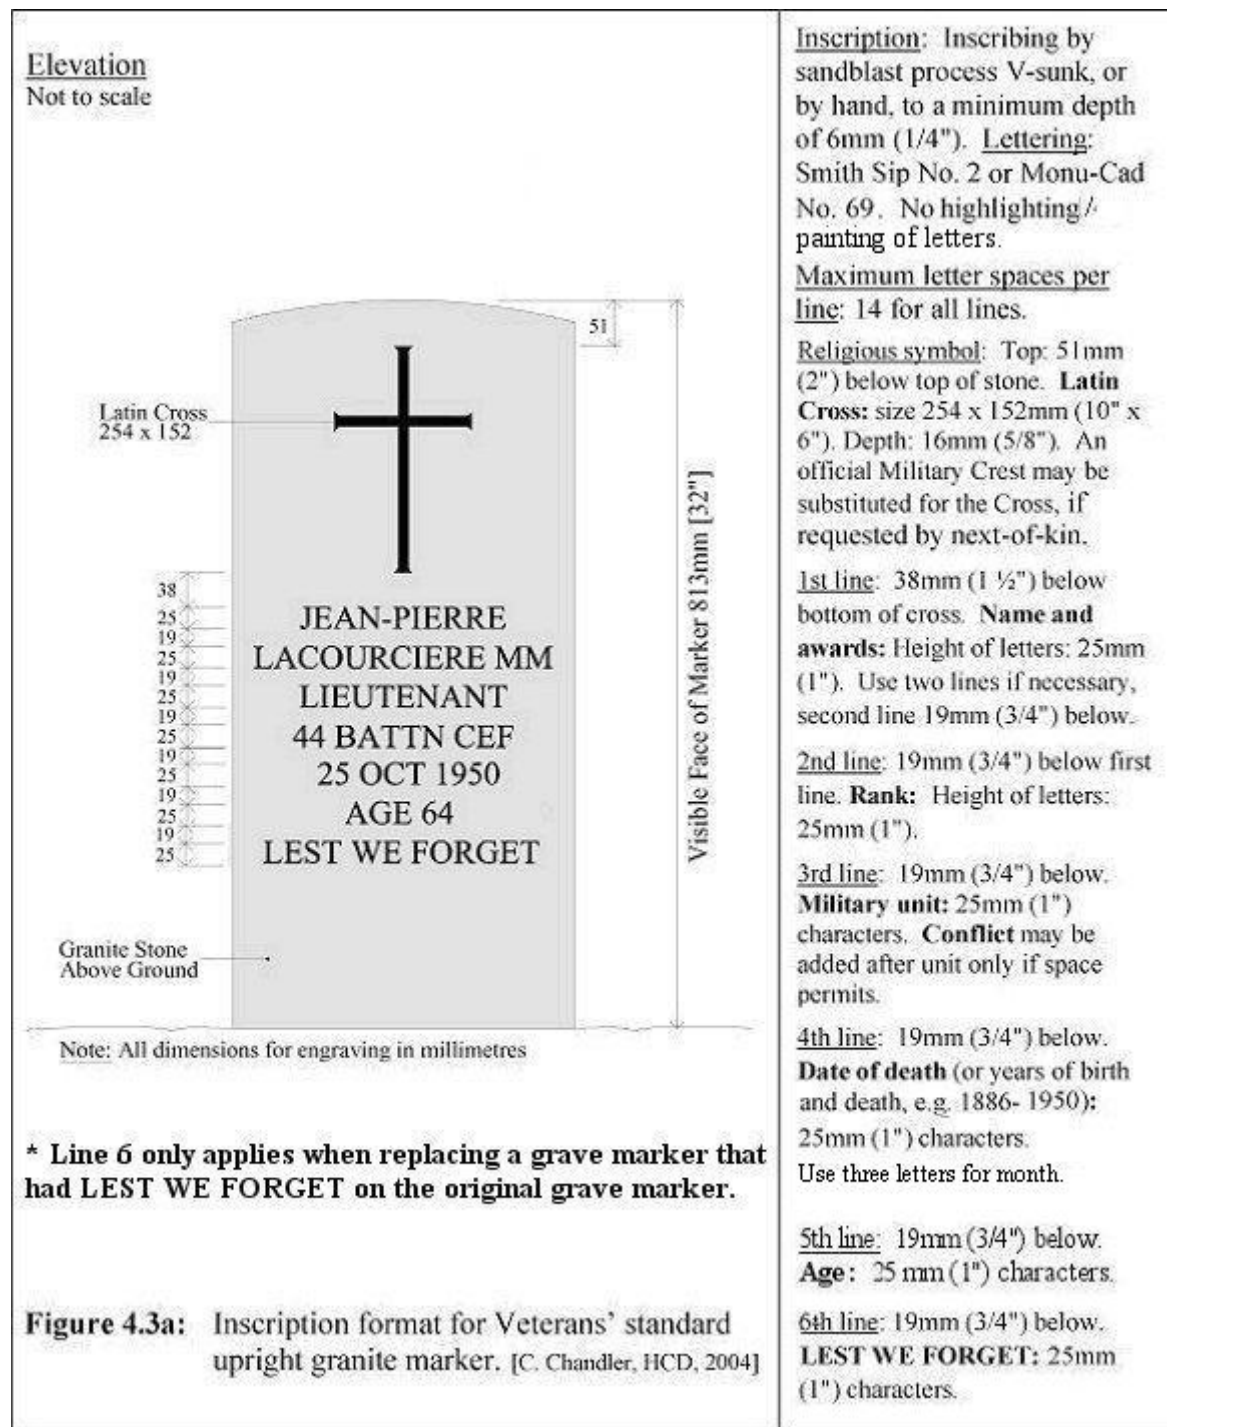 Elevation
Not to scale
51
Latin Cross
254 x 152
38
25
19
25
19
25
19
25
19
25
19
25
19
25
JEAN-PIERRE
LACOURCIERE MM
LIEUTENANT
44 BATTN CEF
25 OCT 1950
AGE 64
LEST WE FORGET
Visible Face of Marker 813mm [32"]
Granite Stone
Above Ground
Note: All dimensions for engraving in millimetres
* Line 6 only applies when replacing a grave marker that
had LEST WE FORGET on the original grave marker.
Figure 4.3a: Inscription format for Veterans' standard
upright granite marker. [C. Chandler, HCD, 2004]
Inscription: Inscribing by
sandblast process V-sunk, or
by hand, to a minimum depth
of 6mm (1/4"). Lettering:
Smith Sip No. 2 or Monu-Cad
No. 69. No highlighting /
painting of letters.
Maximum letter spaces per
line: 14 for all lines.
Religious symbol: Top: 51mm
(2") below top of stone. Latin
Cross: size 254 x 152mm (10" x
6"). Depth: 16mm (5/8"). An
official Military Crest may be
substituted for the Cross, if
requested by next-of-kin.
1st line: 38mm (1 ½") below
bottom of cross. Name and
awards: Height of letters: 25mm
(1"). Use two lines if necessary,
second line 19mm (3/4") below.
2nd line: 19mm (3/4") below first
line. Rank: Height of letters:
25mm (1").
3rd line: 19mm (3/4") below.
Military unit: 25mm (1")
characters. Conflict may be
added after unit only if space
permits.
4th line: 19mm (3/4") below.
Date of death (or years of birth
and death, e.g. 1886- 1950):
25mm (1") characters.
Use three letters for month.
5th line: 19mm (3/4") below.
Age: 25 mm (1") characters.
6th line: 19mm (3/4") below.
LEST WE FORGET: 25mm
(1") characters.